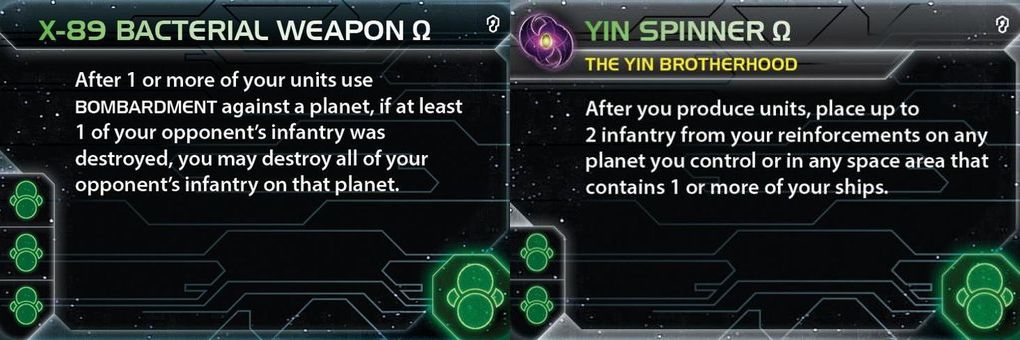 X-89 BACTERIAL WEAPON Ω
After 1 or more of your units use
BOMBARDMENT against a planet, if at least
1 of your opponent's infantry was
destroyed, you may destroy all of your
opponent's infantry on that planet.
YIN SPINNER Ω
THE YIN BROTHERHOOD
After you produce units, place up to
2 infantry from your reinforcements on any
planet you control or in any space area that
contains 1 or more of your ships.